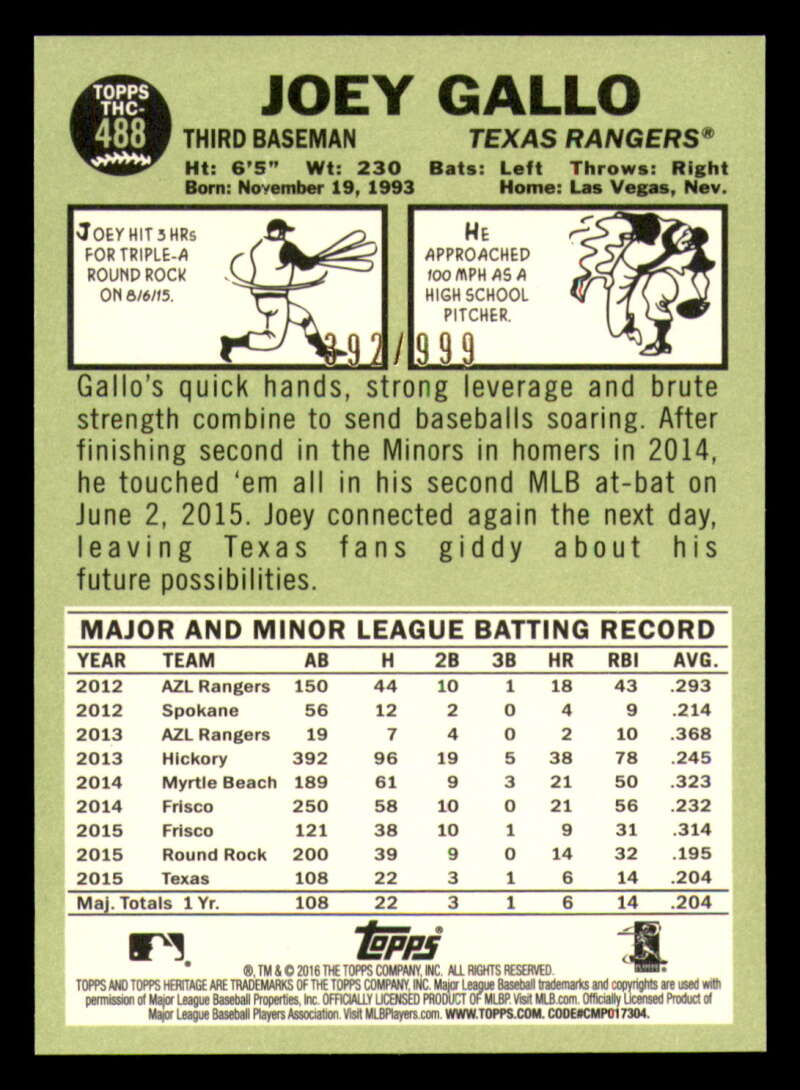 TOPPS
THC-
488
JOEY GALLO
THIRD BASEMAN TEXAS RANGERS®
Ht: 6'5" Wt: 230 Bats: Left Throws: Right
Born: November 19, 1993 Home: Las Vegas, Nev.
JOEY HIT 3 HRs
FOR TRIPLE-A
ROUND ROCK
ON 8/6/15.
HE
APPROACHED
100 MPH AS A
HIGH SCHOOL
PITCHER.
392/999
Gallo's quick hands, strong leverage and brute
strength combine to send baseballs soaring. After
finishing second in the Minors in homers in 2014,
he touched 'em all in his second MLB at-bat on
June 2, 2015. Joey connected again the next day,
leaving Texas fans giddy about his
future possibilities.
MAJOR AND MINOR LEAGUE BATTING RECORD
YEAR TEAM AB H 2B 3B HR RBI AVG.
2012 AZL Rangers 150 44 10 1 18 43 .293
2012 Spokane 56 12 2 0 4 9 .214
2013 AZL Rangers 19 7 4 0 2 10 .368
2013 Hickory 392 96 19 5 38 78 .245
2014 Myrtle Beach 189 61 9 3 21 50 .323
2014 Frisco 250 58 10 0 21 56 .232
2015 Frisco 121 38 10 1 9 31 .314
2015 Round Rock 200 39 9 0 14 32 .195
2015 Texas 108 22 3 1 6 14 .204
Maj. Totals 1 Yr. 108 22 3 1 6 14 .204
topps®
®, TM & © 2016 THE TOPPS COMPANY, INC. ALL RIGHTS RESERVED.
TOPPS AND TOPPS HERITAGE ARE TRADEMARKS OF THE TOPPS COMPANY, INC. Major League Baseball trademarks and copyrights are used with
permission of Major League Baseball Properties, Inc. OFFICIALLY LICENSED PRODUCT OF MLBP. Visit MLB.com. Officially Licensed Product of
Major League Baseball Players Association. Visit MLBPlayers.com. WWW.TOPPS.COM. CODE#CMP017304.